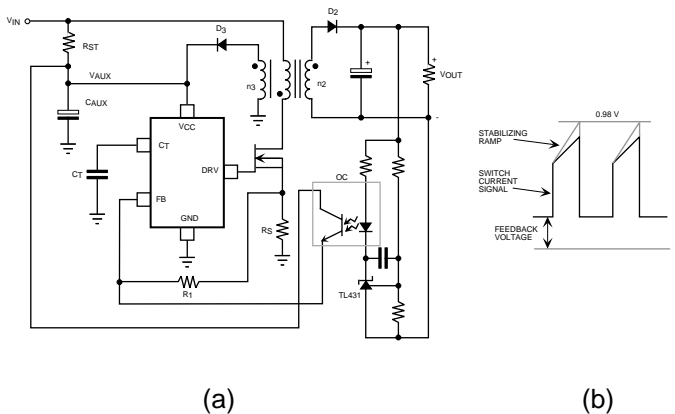 VIN
RST
D3
D2
+
+
VOUT
-
VAUX
CAUX
n3
n2
VCC
CT
DRV
CT
FB
GND
RS
OC
R1
TL431
(a)
0.98 V
STABILIZING
RAMP
SWITCH
CURRENT
SIGNAL
FEEDBACK
VOLTAGE
(b)